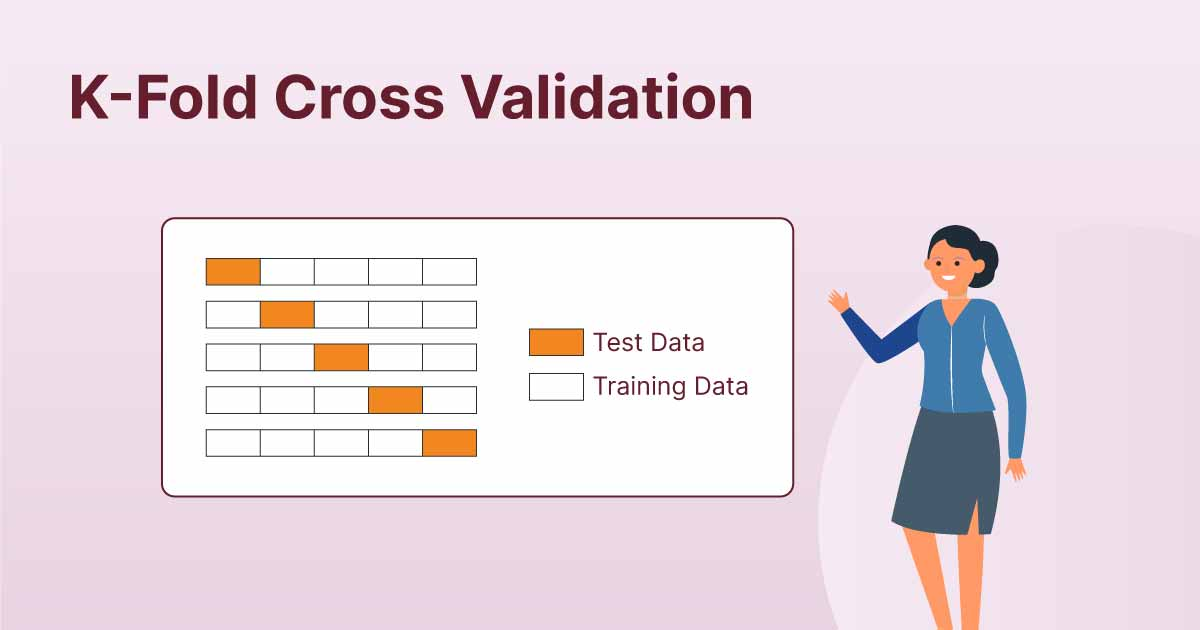 K-Fold Cross Validation
Test Data
Training Data